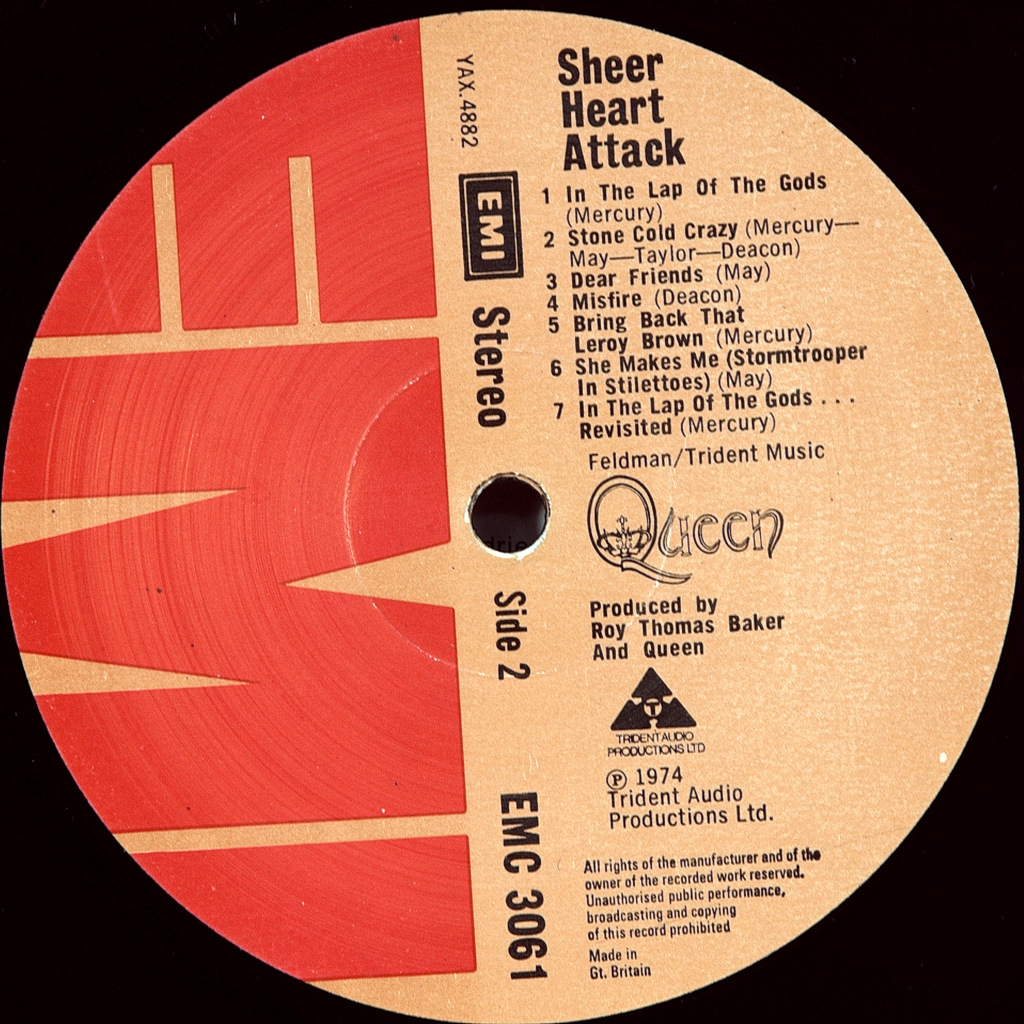 YAX.4882
EMI
Stereo
Side 2
EMC 3061
Sheer
Heart
Attack
1 In The Lap Of The Gods
(Mercury)
2 Stone Cold Crazy (Mercury—
May—Taylor—Deacon)
3 Dear Friends (May)
4 Misfire (Deacon)
5 Bring Back That
Leroy Brown (Mercury)
6 She Makes Me (Stormtrooper
In Stilettoes) (May)
7 In The Lap Of The Gods . . .
Revisited (Mercury)
Feldman/Trident Music
Queen
Produced by
Roy Thomas Baker
And Queen
T
TRIDENT AUDIO
PRODUCTIONS LTD
Ⓟ 1974
Trident Audio
Productions Ltd.
All rights of the manufacturer and of the
owner of the recorded work reserved.
Unauthorised public performance,
broadcasting and copying
of this record prohibited
Made in
Gt. Britain
EMI